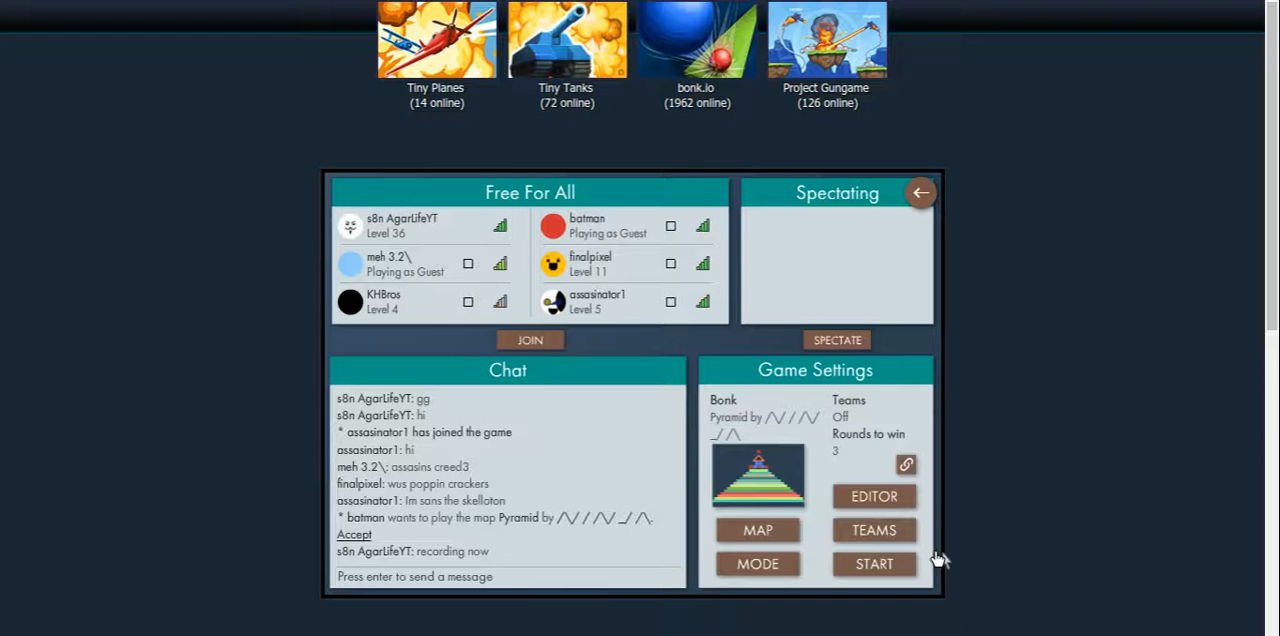 Tiny Planes
(14 online)
Tiny Tanks
(72 online)
bonk.io
(1962 online)
Project Gungame
(126 online)
Free For All
s8n AgarLifeYT
Level 36
meh 3.2\
Playing as Guest
KHBros
Level 4
batman
Playing as Guest
finalpixel
Level 11
assasinator1
Level 5
JOIN
Spectating
SPECTATE
Chat
s8n AgarLifeYT: gg
s8n AgarLifeYT: hi
* assasinator1 has joined the game
assasinator1: hi
meh 3.2\: assasins creed3
finalpixel: wus poppin crackers
assasinator1: Im sans the skelloton
* batman wants to play the map Pyramid by /\/ / /\/ _/ /\.
Accept
s8n AgarLifeYT: recording now
Press enter to send a message
Game Settings
Bonk
Pyramid by /\/ / /\/
_/ /\
Teams
Off
Rounds to win
3
EDITOR
MAP
TEAMS
MODE
START